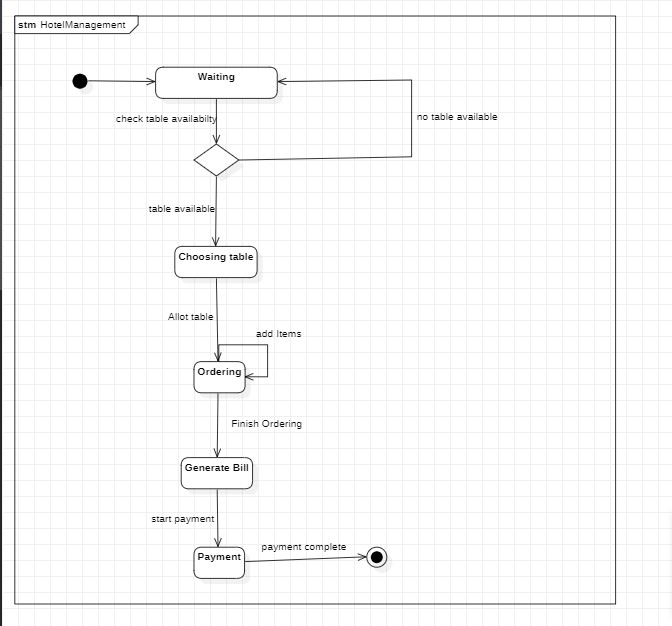 stm HotelManagement
Waiting
check table availabilty
no table available
table available
Choosing table
Allot table
add Items
Ordering
Finish Ordering
Generate Bill
start payment
Payment
payment complete